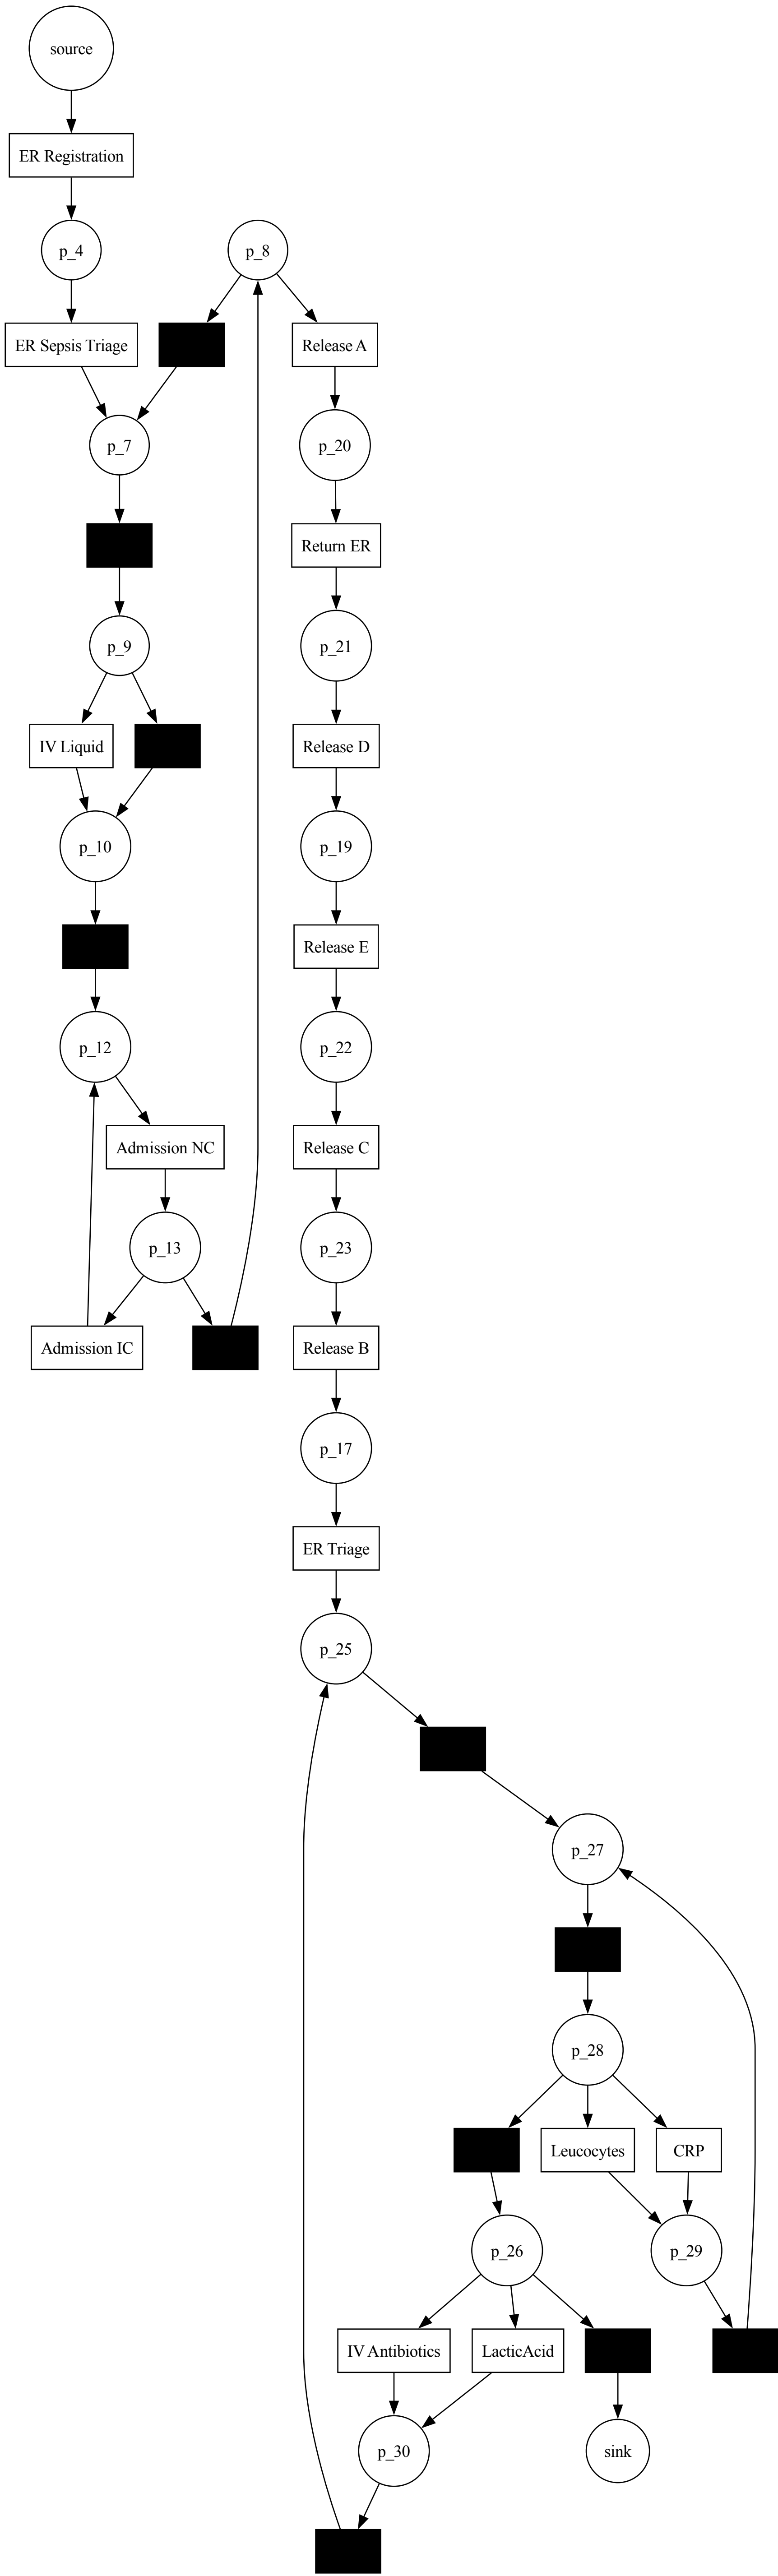 source
ER Registration
p_4
p_8
ER Sepsis Triage
Release A
p_7
p_20
Return ER
p_9
p_21
IV Liquid
Release D
p_10
p_19
Release E
p_12
p_22
Admission NC
Release C
p_13
p_23
Admission IC
Release B
p_17
ER Triage
p_25
p_27
p_28
Leucocytes
CRP
p_26
p_29
IV Antibiotics
LacticAcid
p_30
sink